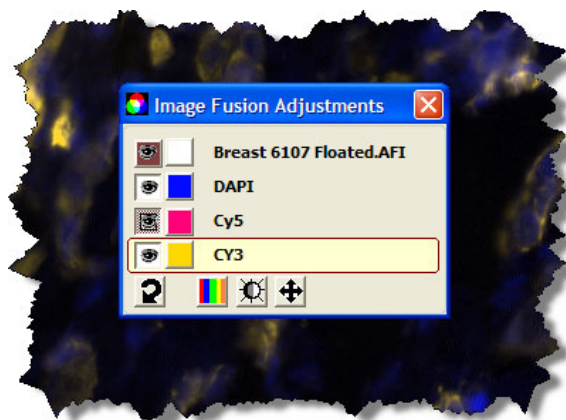 Image Fusion Adjustments
Breast 6107 Floated.AFI
DAPI
Cy5
CY3